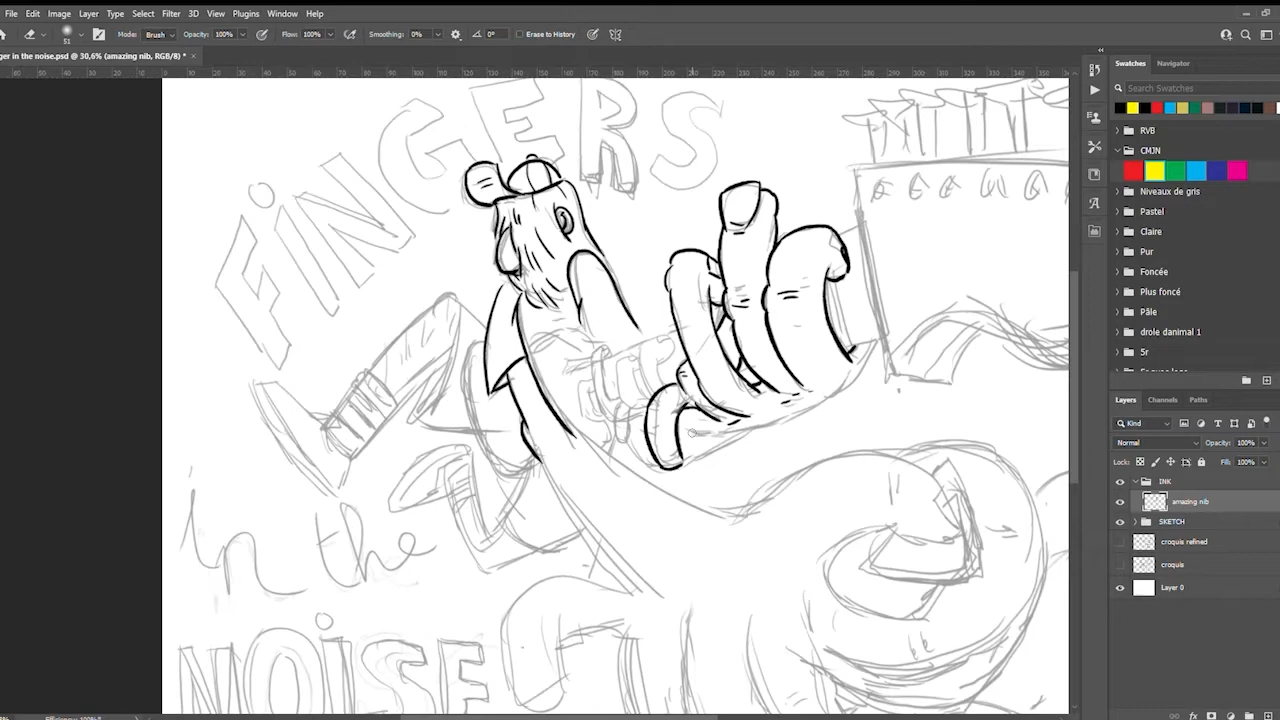 File Edit Image Layer Type Select Filter 3D View Plugins Window Help
51 Mode: Brush Opacity: 100% Flow: 100% Smoothing: 0% 0° Erase to History
ger in the noise.psd @ 30,6% (amazing nib, RGB/8) *
Swatches Navigator
Search Swatches
RVB
CMJN
Niveaux de gris
Pastel
Claire
Pur
Foncée
Plus foncé
Pâle
drole danimal 1
5r
Layers Channels Paths
Kind
Normal Opacity: 100%
Lock: Fill: 100%
INK
amazing nib
SKETCH
croquis refined
croquis
Layer 0
fx
FINGERS
in the
NOISE